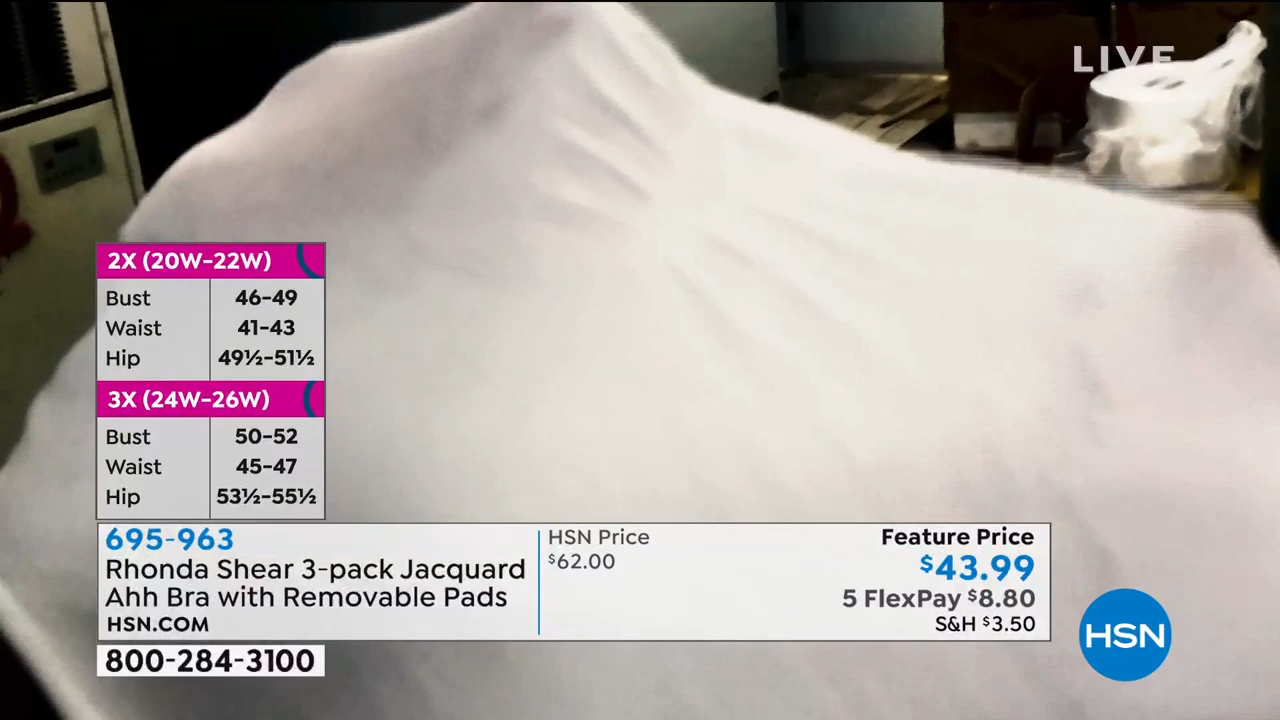 LIVE
2X (20W-22W)
Bust 46-49
Waist 41-43
Hip 49½-51½
3X (24W-26W)
Bust 50-52
Waist 45-47
Hip 53½-55½
695-963
Rhonda Shear 3-pack Jacquard
Ahh Bra with Removable Pads
HSN.COM
HSN Price
$62.00
Feature Price
$43.99
5 FlexPay $8.80
S&H $3.50
800-284-3100
HSN